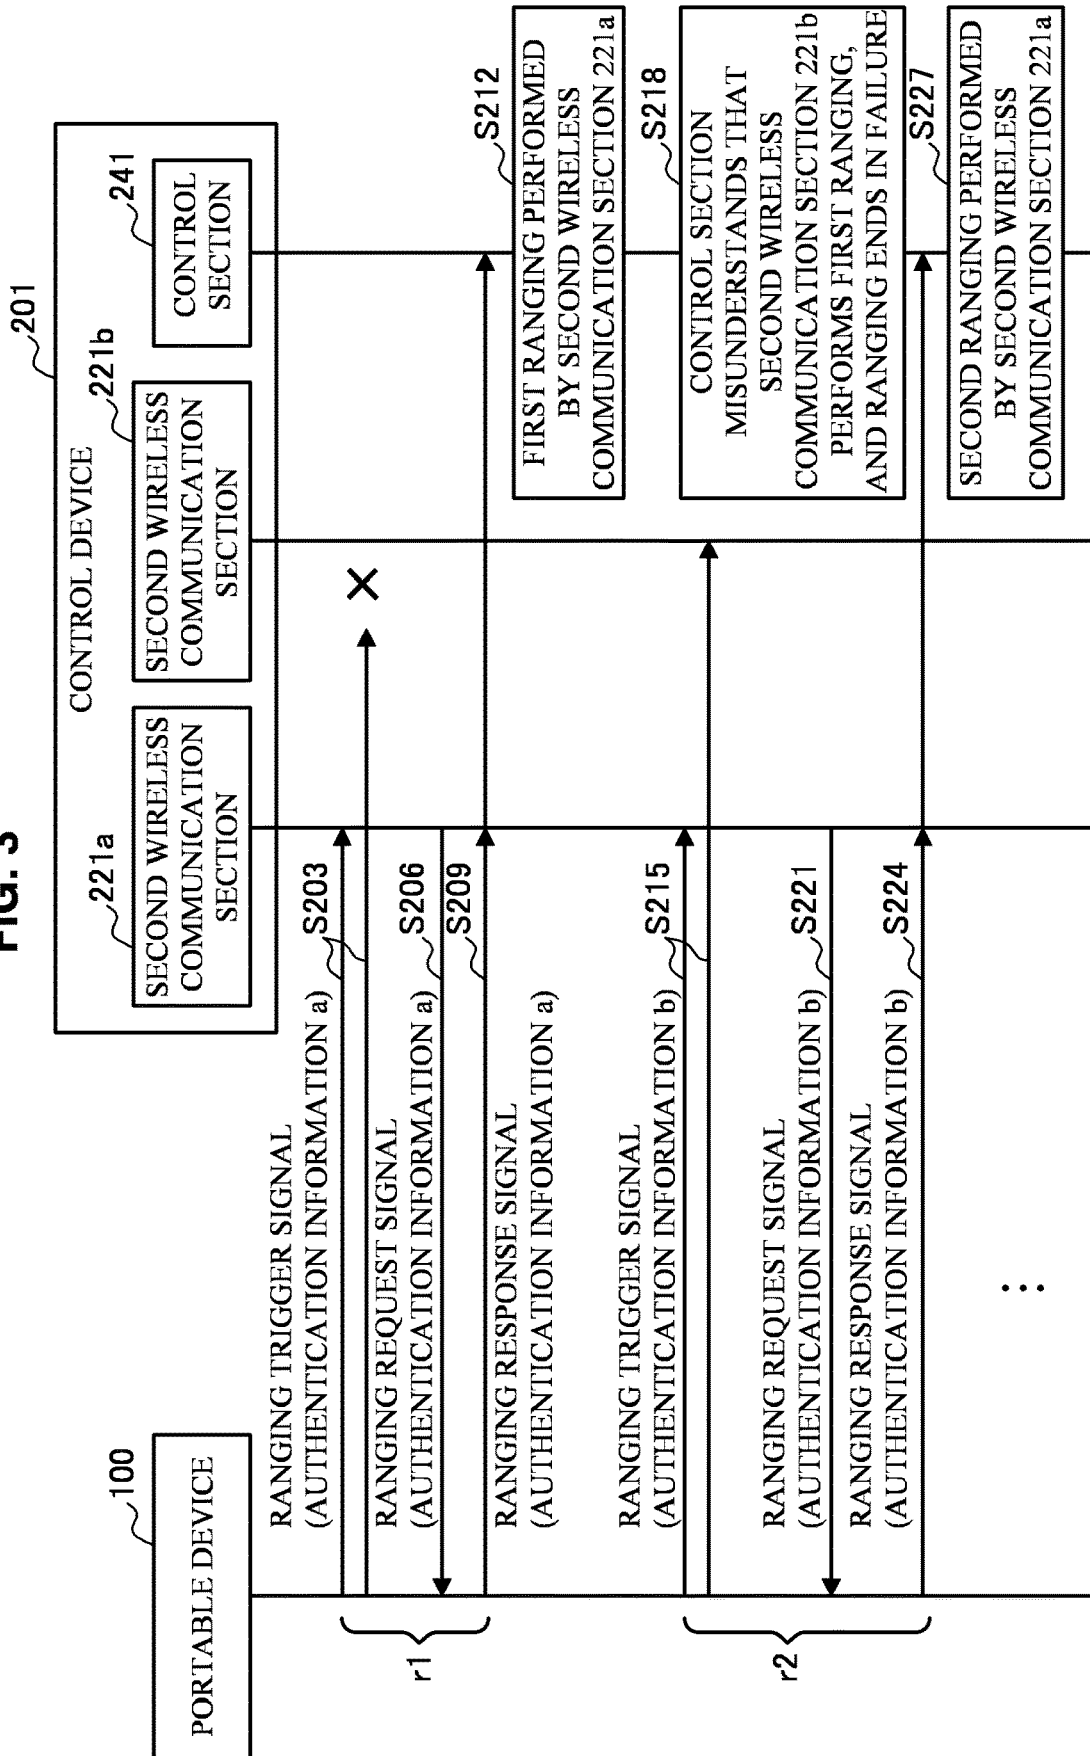 FIG. 3
201
CONTROL DEVICE
100
PORTABLE DEVICE
221a
SECOND WIRELESS
COMMUNICATION
SECTION
221b
SECOND WIRELESS
COMMUNICATION
SECTION
241
CONTROL
SECTION
r1
RANGING TRIGGER SIGNAL
(AUTHENTICATION INFORMATION a)
S203
×
RANGING REQUEST SIGNAL
(AUTHENTICATION INFORMATION a)
S206
S209
RANGING RESPONSE SIGNAL
(AUTHENTICATION INFORMATION a)
S212
FIRST RANGING PERFORMED
BY SECOND WIRELESS
COMMUNICATION SECTION 221a
r2
RANGING TRIGGER SIGNAL
(AUTHENTICATION INFORMATION b)
S215
S218
CONTROL SECTION
MISUNDERSTANDS THAT
SECOND WIRELESS
COMMUNICATION SECTION 221b
PERFORMS FIRST RANGING,
AND RANGING ENDS IN FAILURE
RANGING REQUEST SIGNAL
(AUTHENTICATION INFORMATION b)
S221
RANGING RESPONSE SIGNAL
(AUTHENTICATION INFORMATION b)
S224
S227
SECOND RANGING PERFORMED
BY SECOND WIRELESS
COMMUNICATION SECTION 221a
...